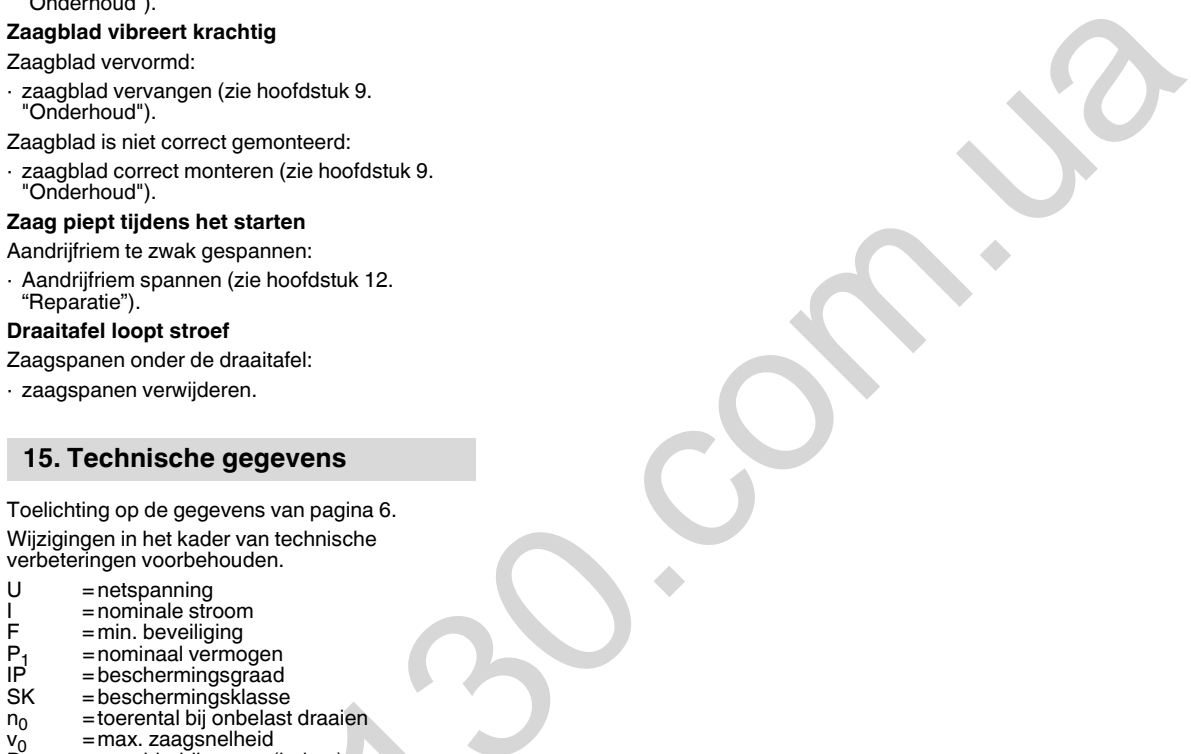 "Onderhoud").
Zaagblad vibreert krachtig
Zaagblad vervormd:
· zaagblad vervangen (zie hoofdstuk 9.
"Onderhoud").
Zaagblad is niet correct gemonteerd:
· zaagblad correct monteren (zie hoofdstuk 9.
"Onderhoud").
Zaag piept tijdens het starten
Aandrijfriem te zwak gespannen:
· Aandrijfriem spannen (zie hoofdstuk 12.
“Reparatie”).
Draaitafel loopt stroef
Zaagspanen onder de draaitafel:
· zaagspanen verwijderen.
15. Technische gegevens
Toelichting op de gegevens van pagina 6.
Wijzigingen in het kader van technische
verbeteringen voorbehouden.
U =netspanning
I =nominale stroom
F =min. beveiliging
P1 =nominaal vermogen
IP =beschermingsgraad
SK =beschermingsklasse
n0 =toerental bij onbelast draaien
v0 =max. zaagsnelheid
130.com.ua